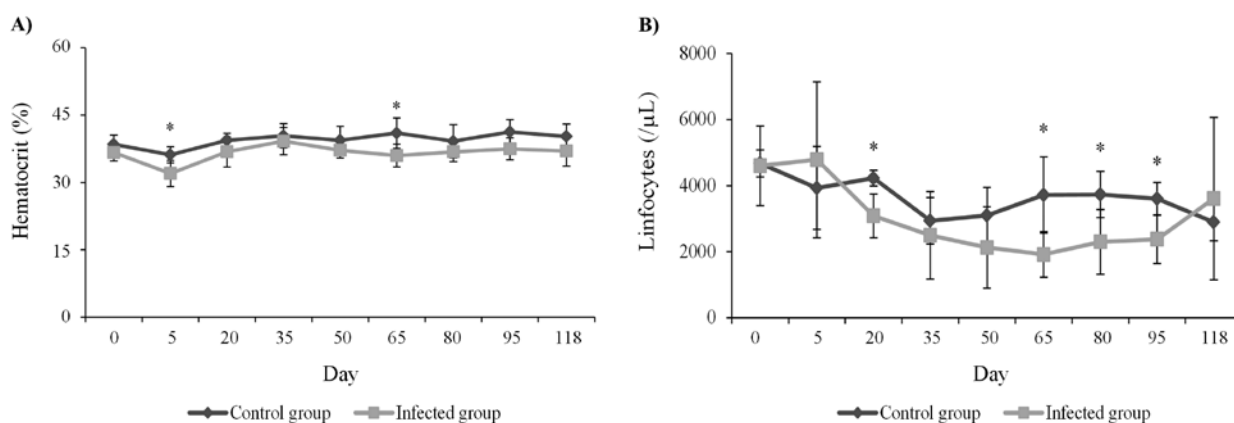 A)
60
45
30
15
0
Hematocrit (%)
*
*
0 5 20 35 50 65 80 95 118
Day
Control group Infected group
B)
8000
6000
4000
2000
0
Linfocytes (/µL)
*
*
*
*
0 5 20 35 50 65 80 95 118
Day
Control group Infected group